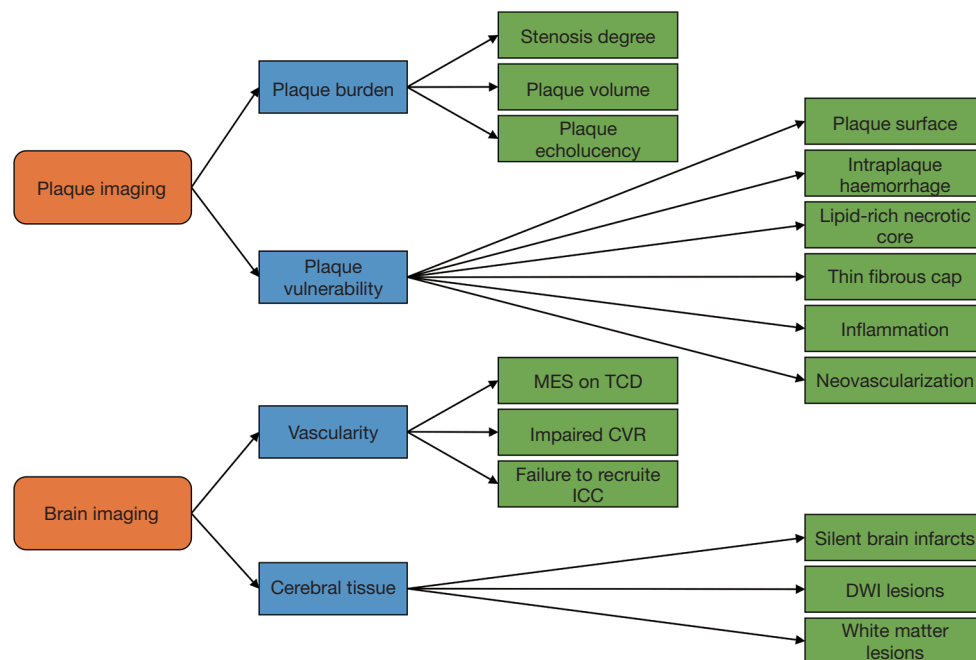 Stenosis degree
Plaque burden
Plaque volume
Plaque
echolucency
Plaque imaging
Plaque
vulnerability
Plaque surface
Intraplaque
haemorrhage
Lipid-rich necrotic
core
Thin fibrous cap
Inflammation
Neovascularization
MES on TCD
Vascularity
Impaired CVR
Failure to recruite
ICC
Brain imaging
Cerebral tissue
Silent brain infarcts
DWI lesions
White matter
lesions